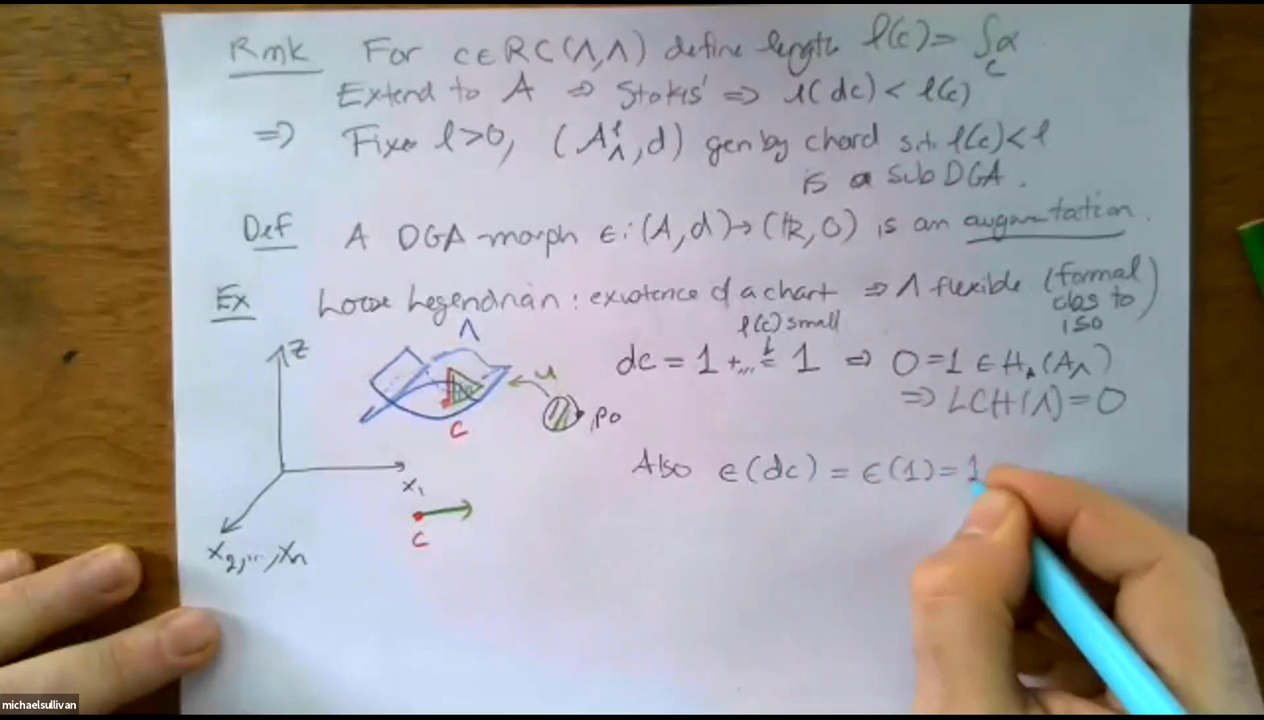 Rmk For c∈RC(Λ,Λ) define length l(c)= ∫_c α
Extend to A ⇒ Stokes' ⇒ l(dc) < l(c)
⇒ Fix l>0, (A^l_Λ, d) gen by chord s.t. l(c)<l
is a sub DGA.
Def A DGA-morph ϵ: (A,d)→(k,0) is an augmentation.
Ex Loose Legendrian: existence of a chart ⇒ Λ flexible (formal
clas to
iso)
l(c) small
dc = 1 +... = 1 ⇒ 0=1 ∈ H_*(A_Λ)
⇒ LCH(Λ)=0
z
Λ
u
c
p0
Also ϵ(dc) = ϵ(1) = 1
x1
c
x2,...,xn
michaelsullivan